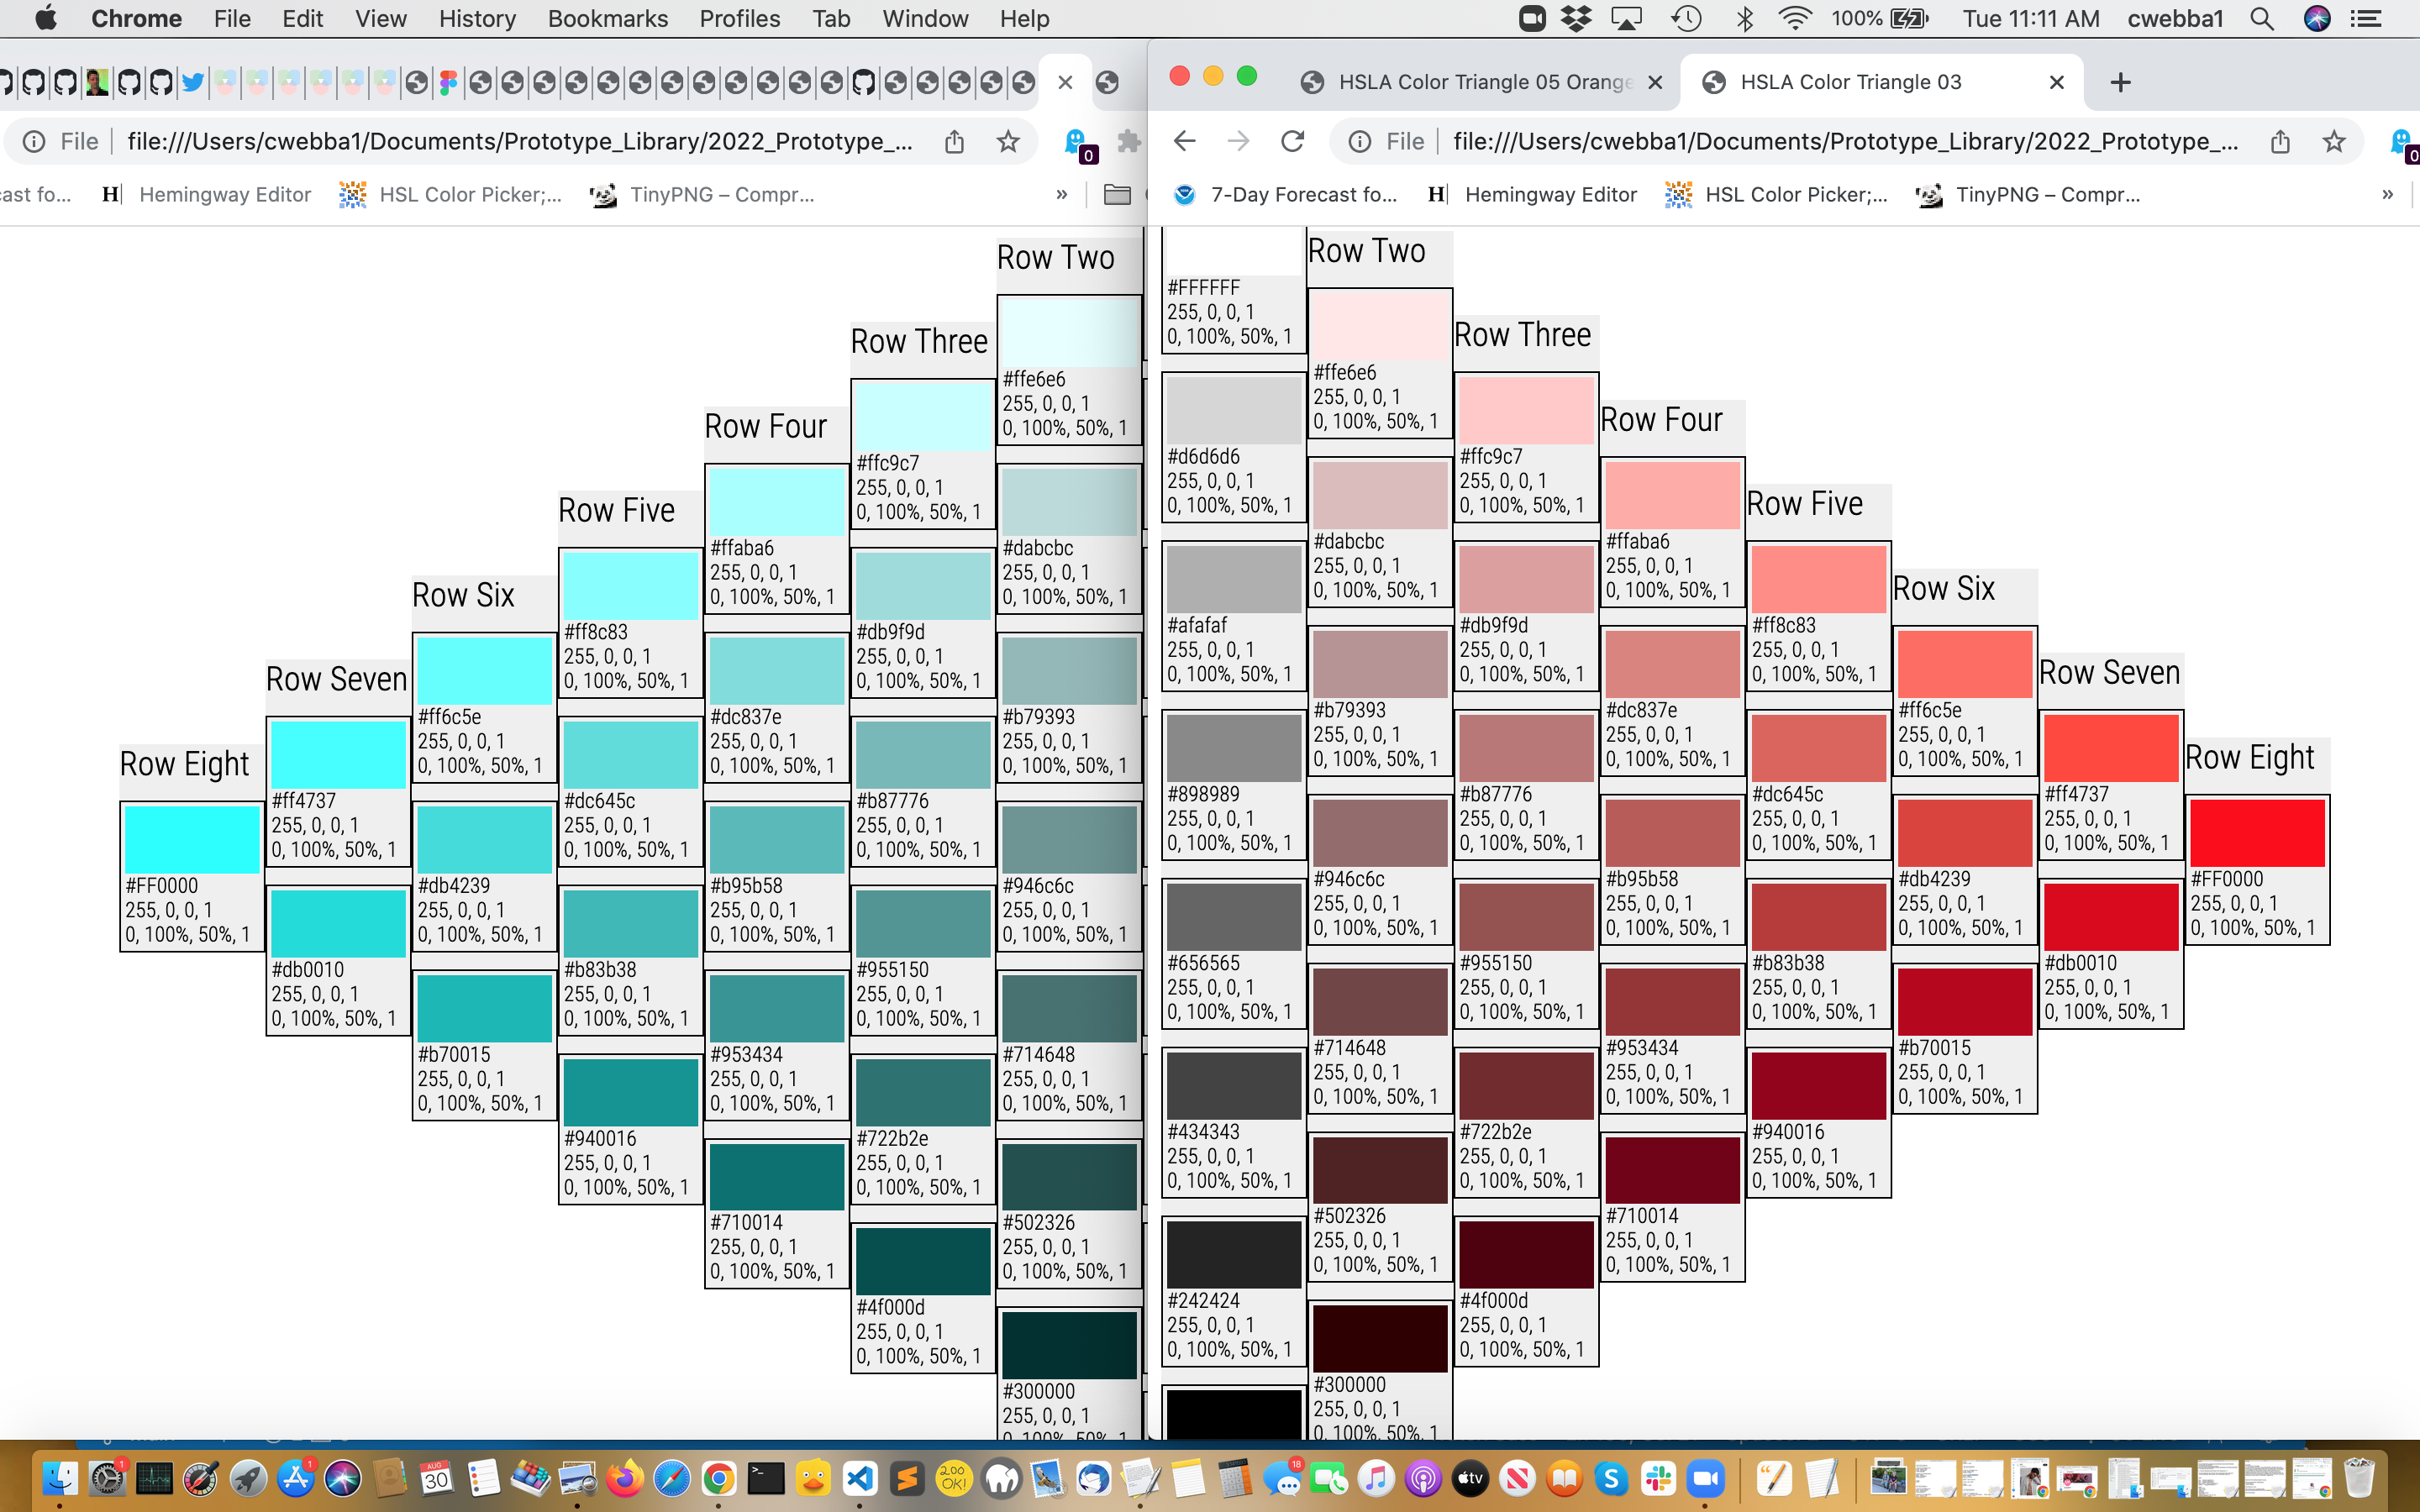 Chrome File Edit View History Bookmarks Profiles Tab Window Help
100% Tue 11:11 AM cwebba1
HSLA Color Triangle 05 Orange
HSLA Color Triangle 03
File file:///Users/cwebba1/Documents/Prototype_Library/2022_Prototype_...
0
File file:///Users/cwebba1/Documents/Prototype_Library/2022_Prototype_...
0
cast fo... H Hemingway Editor HSL Color Picker;... TinyPNG – Compr... »
7-Day Forecast fo... H Hemingway Editor HSL Color Picker;... TinyPNG – Compr... »
Row Eight
#FF0000
255, 0, 0, 1
0, 100%, 50%, 1
Row Seven
#ff4737
255, 0, 0, 1
0, 100%, 50%, 1
#db0010
255, 0, 0, 1
0, 100%, 50%, 1
Row Six
#ff6c5e
255, 0, 0, 1
0, 100%, 50%, 1
#db4239
255, 0, 0, 1
0, 100%, 50%, 1
#b70015
255, 0, 0, 1
0, 100%, 50%, 1
Row Five
#ff8c83
255, 0, 0, 1
0, 100%, 50%, 1
#dc645c
255, 0, 0, 1
0, 100%, 50%, 1
#b83b38
255, 0, 0, 1
0, 100%, 50%, 1
#940016
255, 0, 0, 1
0, 100%, 50%, 1
Row Four
#ffaba6
255, 0, 0, 1
0, 100%, 50%, 1
#dc837e
255, 0, 0, 1
0, 100%, 50%, 1
#b95b58
255, 0, 0, 1
0, 100%, 50%, 1
#953434
255, 0, 0, 1
0, 100%, 50%, 1
#710014
255, 0, 0, 1
0, 100%, 50%, 1
Row Three
#ffc9c7
255, 0, 0, 1
0, 100%, 50%, 1
#db9f9d
255, 0, 0, 1
0, 100%, 50%, 1
#b87776
255, 0, 0, 1
0, 100%, 50%, 1
#955150
255, 0, 0, 1
0, 100%, 50%, 1
#722b2e
255, 0, 0, 1
0, 100%, 50%, 1
#4f000d
255, 0, 0, 1
0, 100%, 50%, 1
Row Two
#ffe6e6
255, 0, 0, 1
0, 100%, 50%, 1
#dabcbc
255, 0, 0, 1
0, 100%, 50%, 1
#b79393
255, 0, 0, 1
0, 100%, 50%, 1
#946c6c
255, 0, 0, 1
0, 100%, 50%, 1
#714648
255, 0, 0, 1
0, 100%, 50%, 1
#502326
255, 0, 0, 1
0, 100%, 50%, 1
#300000
255, 0, 0, 1
0, 100%, 50%, 1
#FFFFFF
255, 0, 0, 1
0, 100%, 50%, 1
#d6d6d6
255, 0, 0, 1
0, 100%, 50%, 1
#afafaf
255, 0, 0, 1
0, 100%, 50%, 1
#898989
255, 0, 0, 1
0, 100%, 50%, 1
#656565
255, 0, 0, 1
0, 100%, 50%, 1
#434343
255, 0, 0, 1
0, 100%, 50%, 1
#242424
255, 0, 0, 1
0, 100%, 50%, 1
Row Two
#ffe6e6
255, 0, 0, 1
0, 100%, 50%, 1
#dabcbc
255, 0, 0, 1
0, 100%, 50%, 1
#b79393
255, 0, 0, 1
0, 100%, 50%, 1
#946c6c
255, 0, 0, 1
0, 100%, 50%, 1
#714648
255, 0, 0, 1
0, 100%, 50%, 1
#502326
255, 0, 0, 1
0, 100%, 50%, 1
#300000
255, 0, 0, 1
0, 100%, 50%, 1
Row Three
#ffc9c7
255, 0, 0, 1
0, 100%, 50%, 1
#db9f9d
255, 0, 0, 1
0, 100%, 50%, 1
#b87776
255, 0, 0, 1
0, 100%, 50%, 1
#955150
255, 0, 0, 1
0, 100%, 50%, 1
#722b2e
255, 0, 0, 1
0, 100%, 50%, 1
#4f000d
255, 0, 0, 1
0, 100%, 50%, 1
Row Four
#ffaba6
255, 0, 0, 1
0, 100%, 50%, 1
#dc837e
255, 0, 0, 1
0, 100%, 50%, 1
#b95b58
255, 0, 0, 1
0, 100%, 50%, 1
#953434
255, 0, 0, 1
0, 100%, 50%, 1
#710014
255, 0, 0, 1
0, 100%, 50%, 1
Row Five
#ff8c83
255, 0, 0, 1
0, 100%, 50%, 1
#dc645c
255, 0, 0, 1
0, 100%, 50%, 1
#b83b38
255, 0, 0, 1
0, 100%, 50%, 1
#940016
255, 0, 0, 1
0, 100%, 50%, 1
Row Six
#ff6c5e
255, 0, 0, 1
0, 100%, 50%, 1
#db4239
255, 0, 0, 1
0, 100%, 50%, 1
#b70015
255, 0, 0, 1
0, 100%, 50%, 1
Row Seven
#ff4737
255, 0, 0, 1
0, 100%, 50%, 1
#db0010
255, 0, 0, 1
0, 100%, 50%, 1
Row Eight
#FF0000
255, 0, 0, 1
0, 100%, 50%, 1
1
1
AUG
30
200
OK!
18
tv